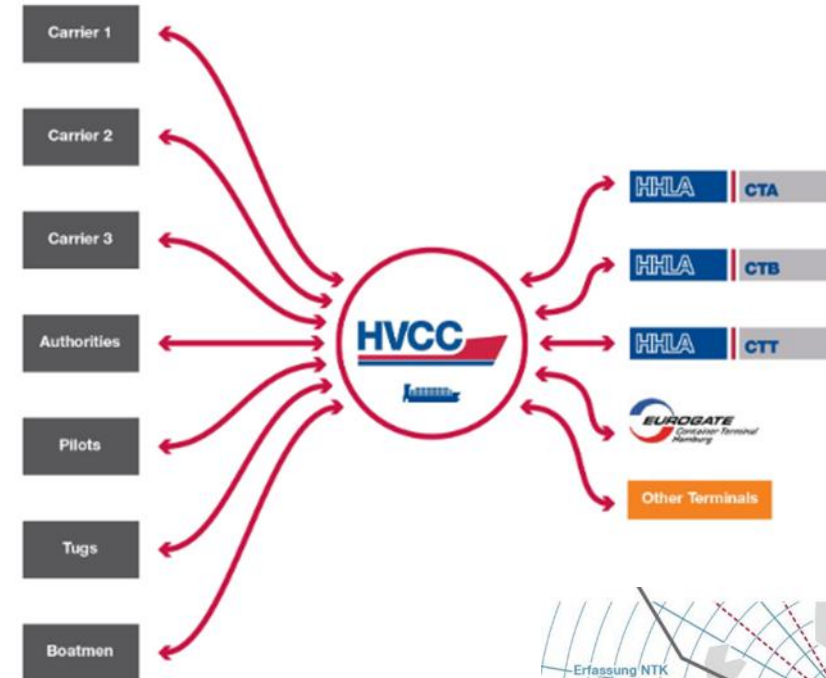 Carrier 1
Carrier 2
Carrier 3
Authorities
Pilots
Tugs
Boatmen
HVCC
HHLA CTA
HHLA CTB
HHLA CTT
EUROGATE
Container Terminal
Hamburg
Other Terminals
Erfassung NTK